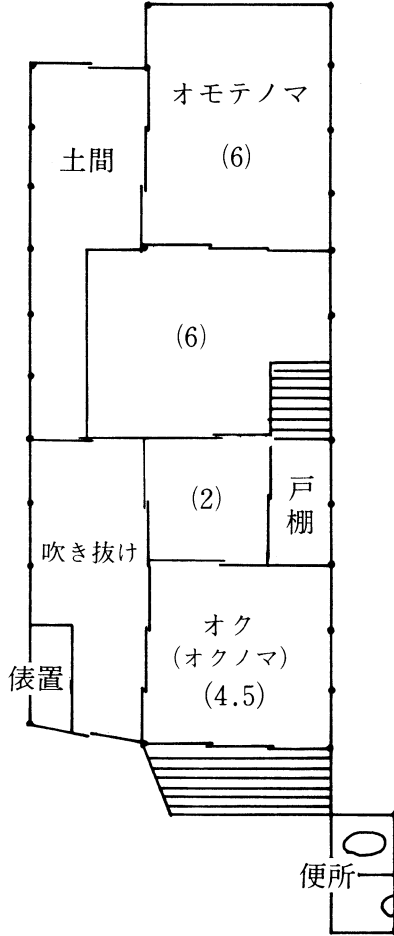 オモテノマ
(6)
土間
(6)
(2)
戸棚
吹き抜け
オク
(オクノマ)
(4.5)
俵置
便所